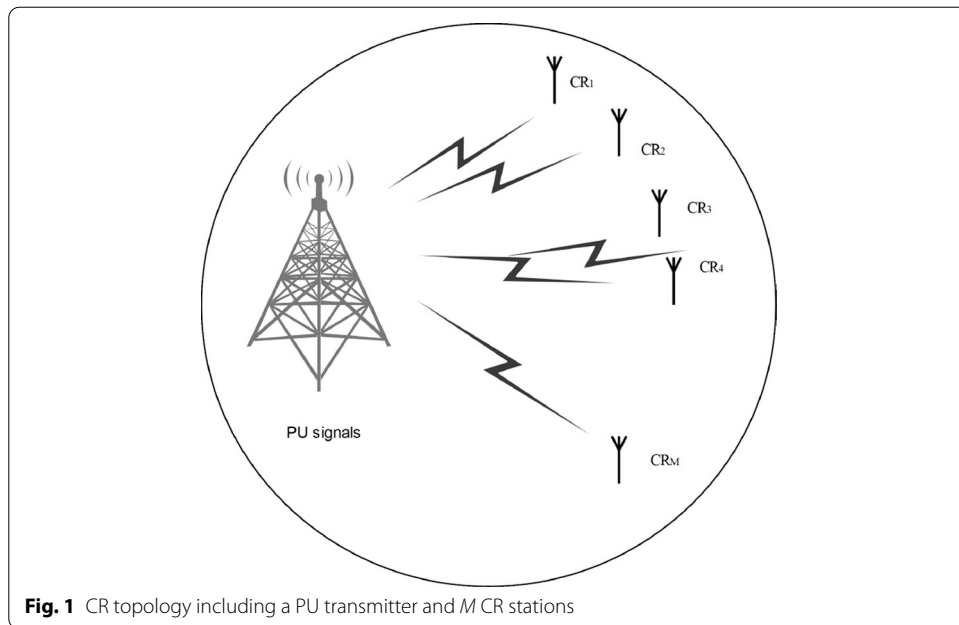 CR1
CR2
CR3
CR4
PU signals
CRM
Fig. 1 CR topology including a PU transmitter and M CR stations